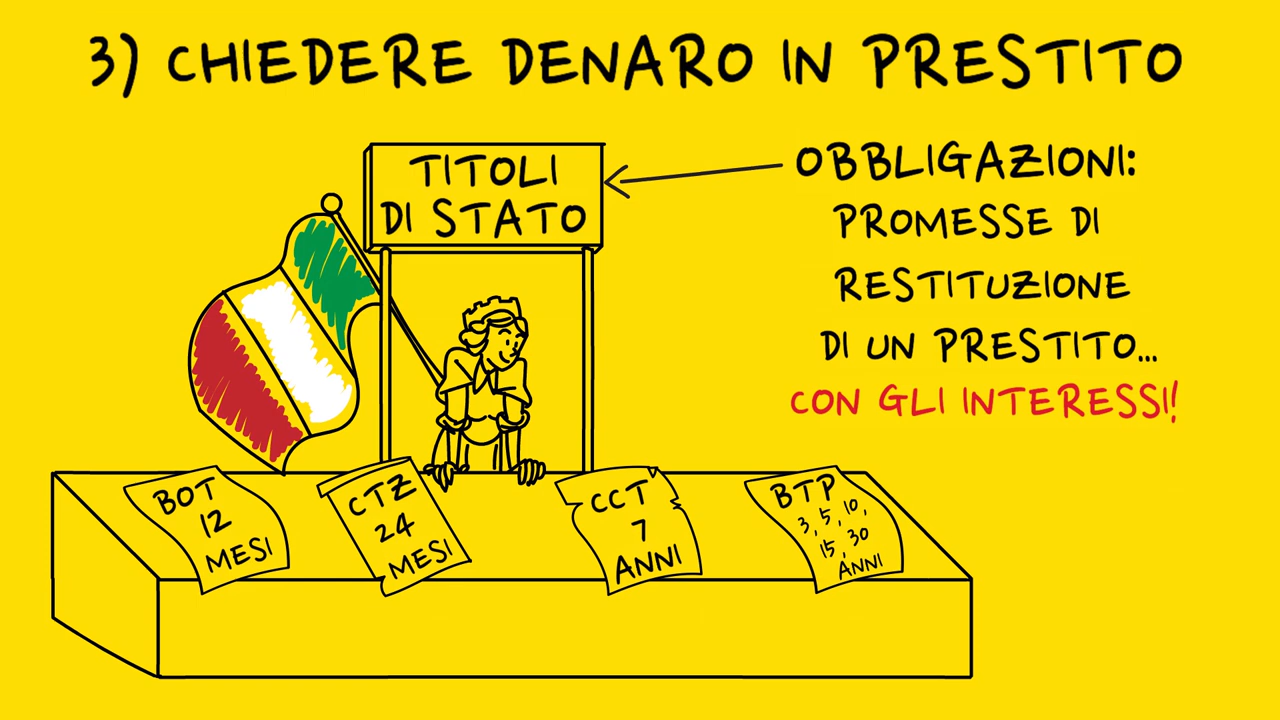 3) CHIEDERE DENARO IN PRESTITO
TITOLI
DI STATO
OBBLIGAZIONI:
PROMESSE DI
RESTITUZIONE
DI UN PRESTITO...
CON GLI INTERESSI!
BOT
12
MESI
CTZ
24
MESI
CCT
7
ANNI
BTP
3, 5, 10,
15, 30
ANNI